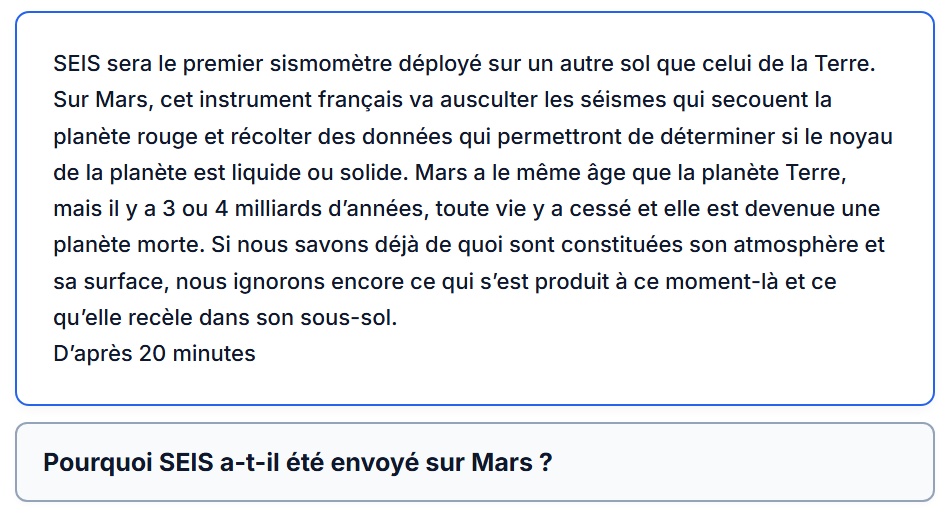 SEIS sera le premier sismomètre déployé sur un autre sol que celui de la Terre.
Sur Mars, cet instrument français va ausculter les séismes qui secouent la
planète rouge et récolter des données qui permettront de déterminer si le noyau
de la planète est liquide ou solide. Mars a le même âge que la planète Terre,
mais il y a 3 ou 4 milliards d’années, toute vie y a cessé et elle est devenue une
planète morte. Si nous savons déjà de quoi sont constituées son atmosphère et
sa surface, nous ignorons encore ce qui s’est produit à ce moment-là et ce
qu’elle recèle dans son sous-sol.
D’après 20 minutes
Pourquoi SEIS a-t-il été envoyé sur Mars ?